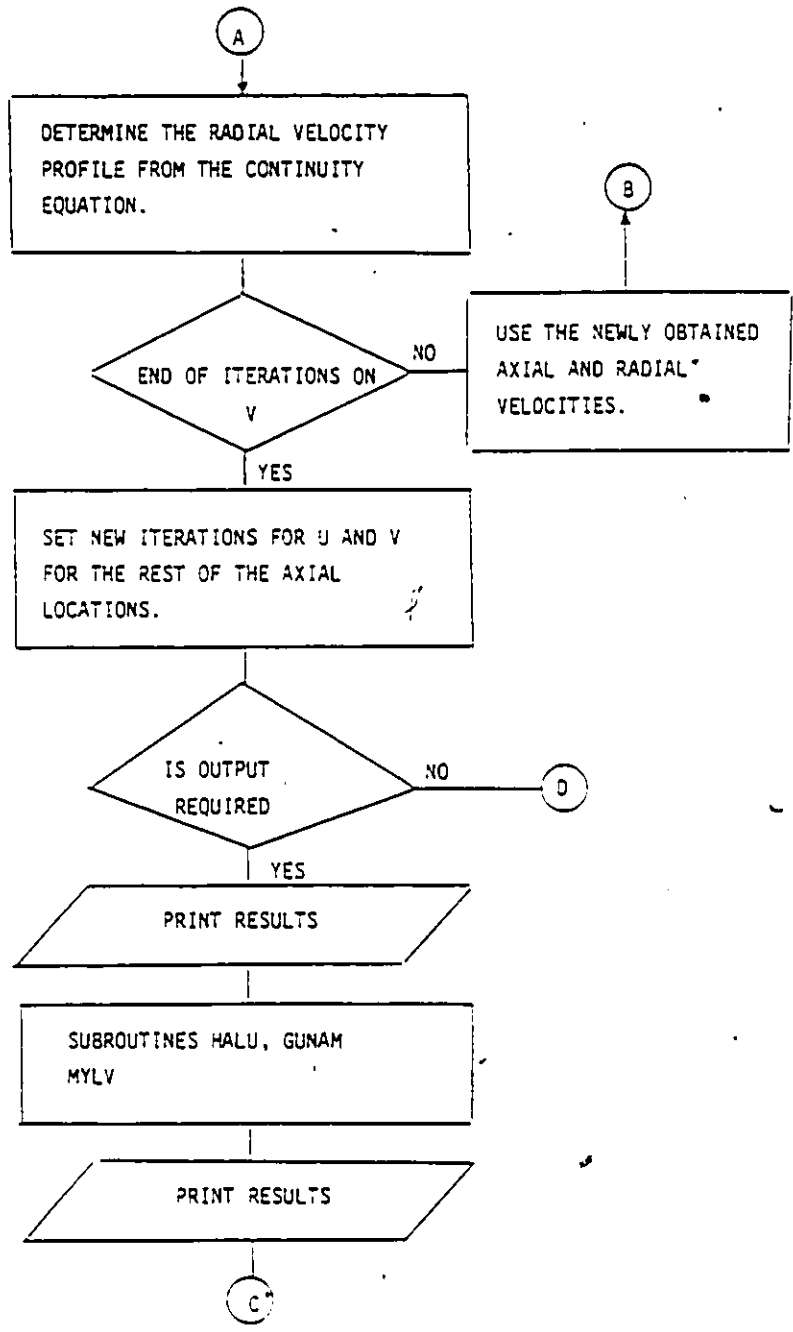 A
DETERMINE THE RADIAL VELOCITY
PROFILE FROM THE CONTINUITY
EQUATION.
B
END OF ITERATIONS ON
V
NO
USE THE NEWLY OBTAINED
AXIAL AND RADIAL
VELOCITIES.
YES
SET NEW ITERATIONS FOR U AND V
FOR THE REST OF THE AXIAL
LOCATIONS.
IS OUTPUT
REQUIRED
NO
D
YES
PRINT RESULTS
SUBROUTINES HALU, GUNAM
MYLV
PRINT RESULTS
C